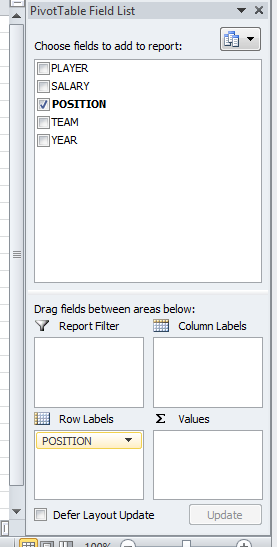 PivotTable Field List
Choose fields to add to report:
PLAYER
SALARY
POSITION
TEAM
YEAR
Drag fields between areas below:
Report Filter
Column Labels
Row Labels
Σ Values
POSITION
Defer Layout Update
Update
100%